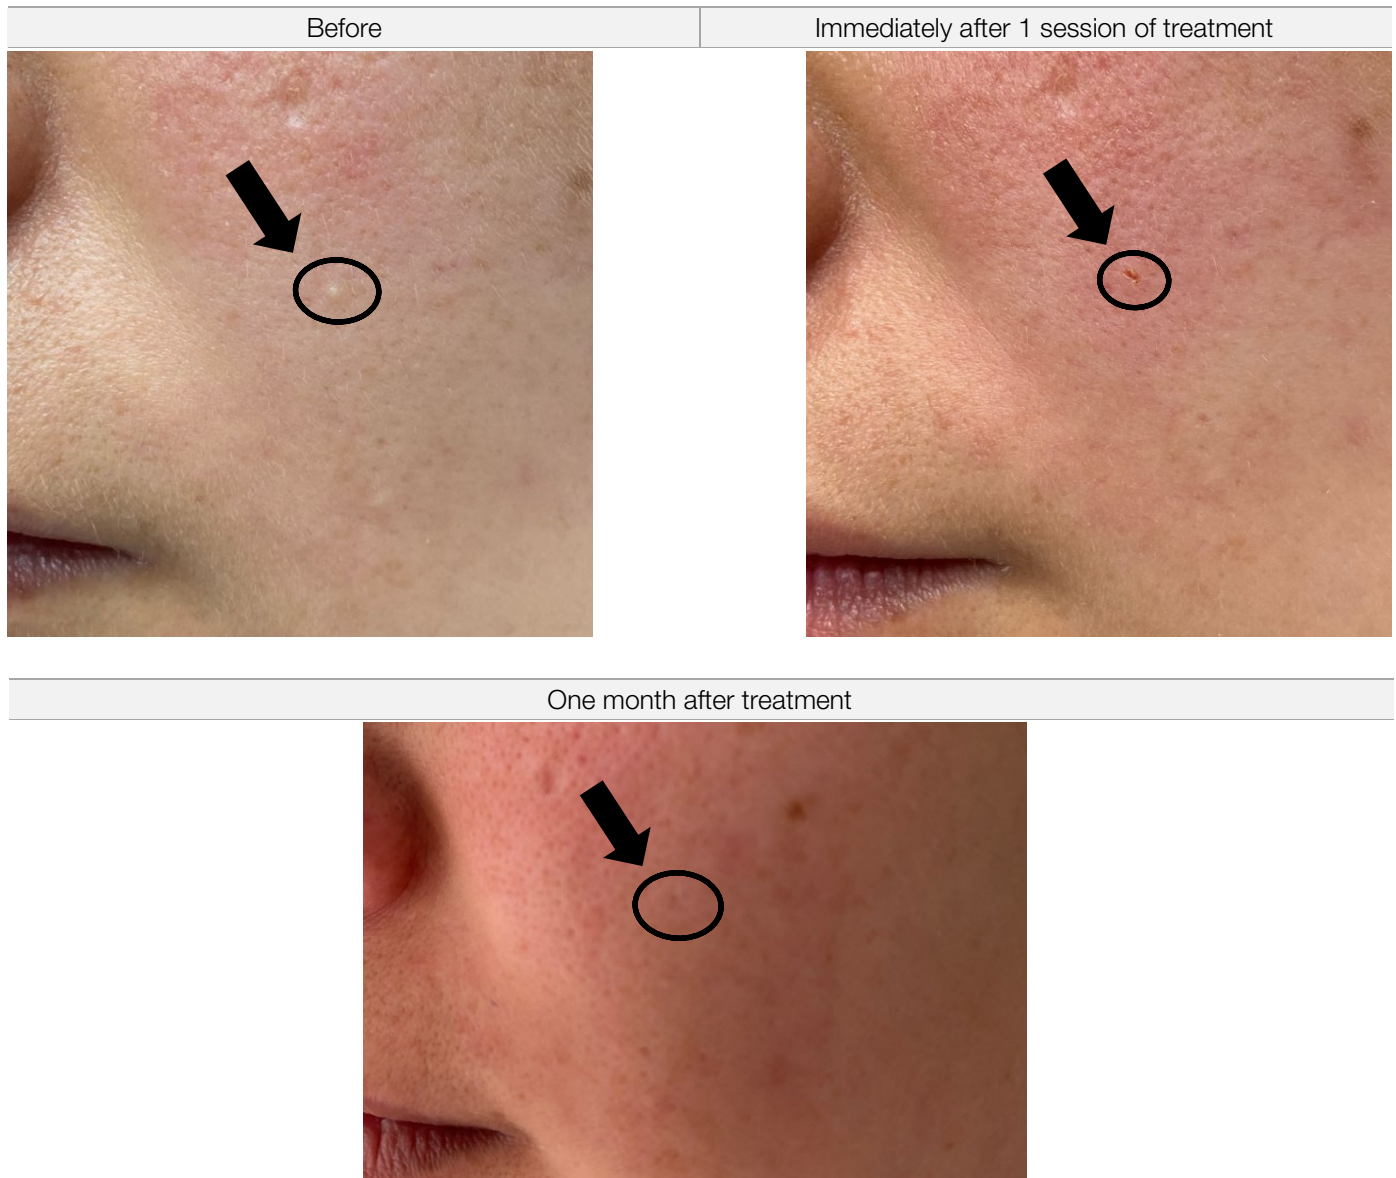 Before
Immediately after 1 session of treatment
One month after treatment